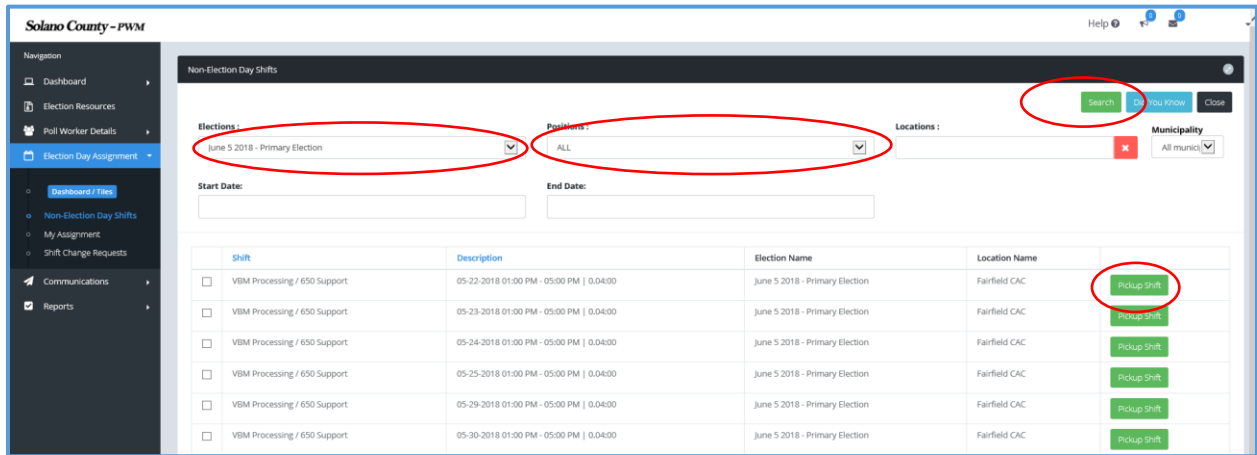 Solano County - PWM
Help
5
0
Navigation
Dashboard
Election Resources
Poll Worker Details
Election Day Assignment
Dashboard / Tiles
Non-Election Day Shifts
My Assignment
Shift Change Requests
Communications
Reports
Non-Election Day Shifts
Search Did You Know Close
Elections : Positions : Locations : Municipality
June 5 2018 - Primary Election ALL All munici
Start Date: End Date:
Shift Description Election Name Location Name
VBM Processing / 650 Support 05-22-2018 01:00 PM - 05:00 PM | 0.04:00 June 5 2018 - Primary Election Fairfield CAC Pickup Shift
VBM Processing / 650 Support 05-23-2018 01:00 PM - 05:00 PM | 0.04:00 June 5 2018 - Primary Election Fairfield CAC Pickup Shift
VBM Processing / 650 Support 05-24-2018 01:00 PM - 05:00 PM | 0.04:00 June 5 2018 - Primary Election Fairfield CAC Pickup Shift
VBM Processing / 650 Support 05-25-2018 01:00 PM - 05:00 PM | 0.04:00 June 5 2018 - Primary Election Fairfield CAC Pickup Shift
VBM Processing / 650 Support 05-29-2018 01:00 PM - 05:00 PM | 0.04:00 June 5 2018 - Primary Election Fairfield CAC Pickup Shift
VBM Processing / 650 Support 05-30-2018 01:00 PM - 05:00 PM | 0.04:00 June 5 2018 - Primary Election Fairfield CAC Pickup Shift